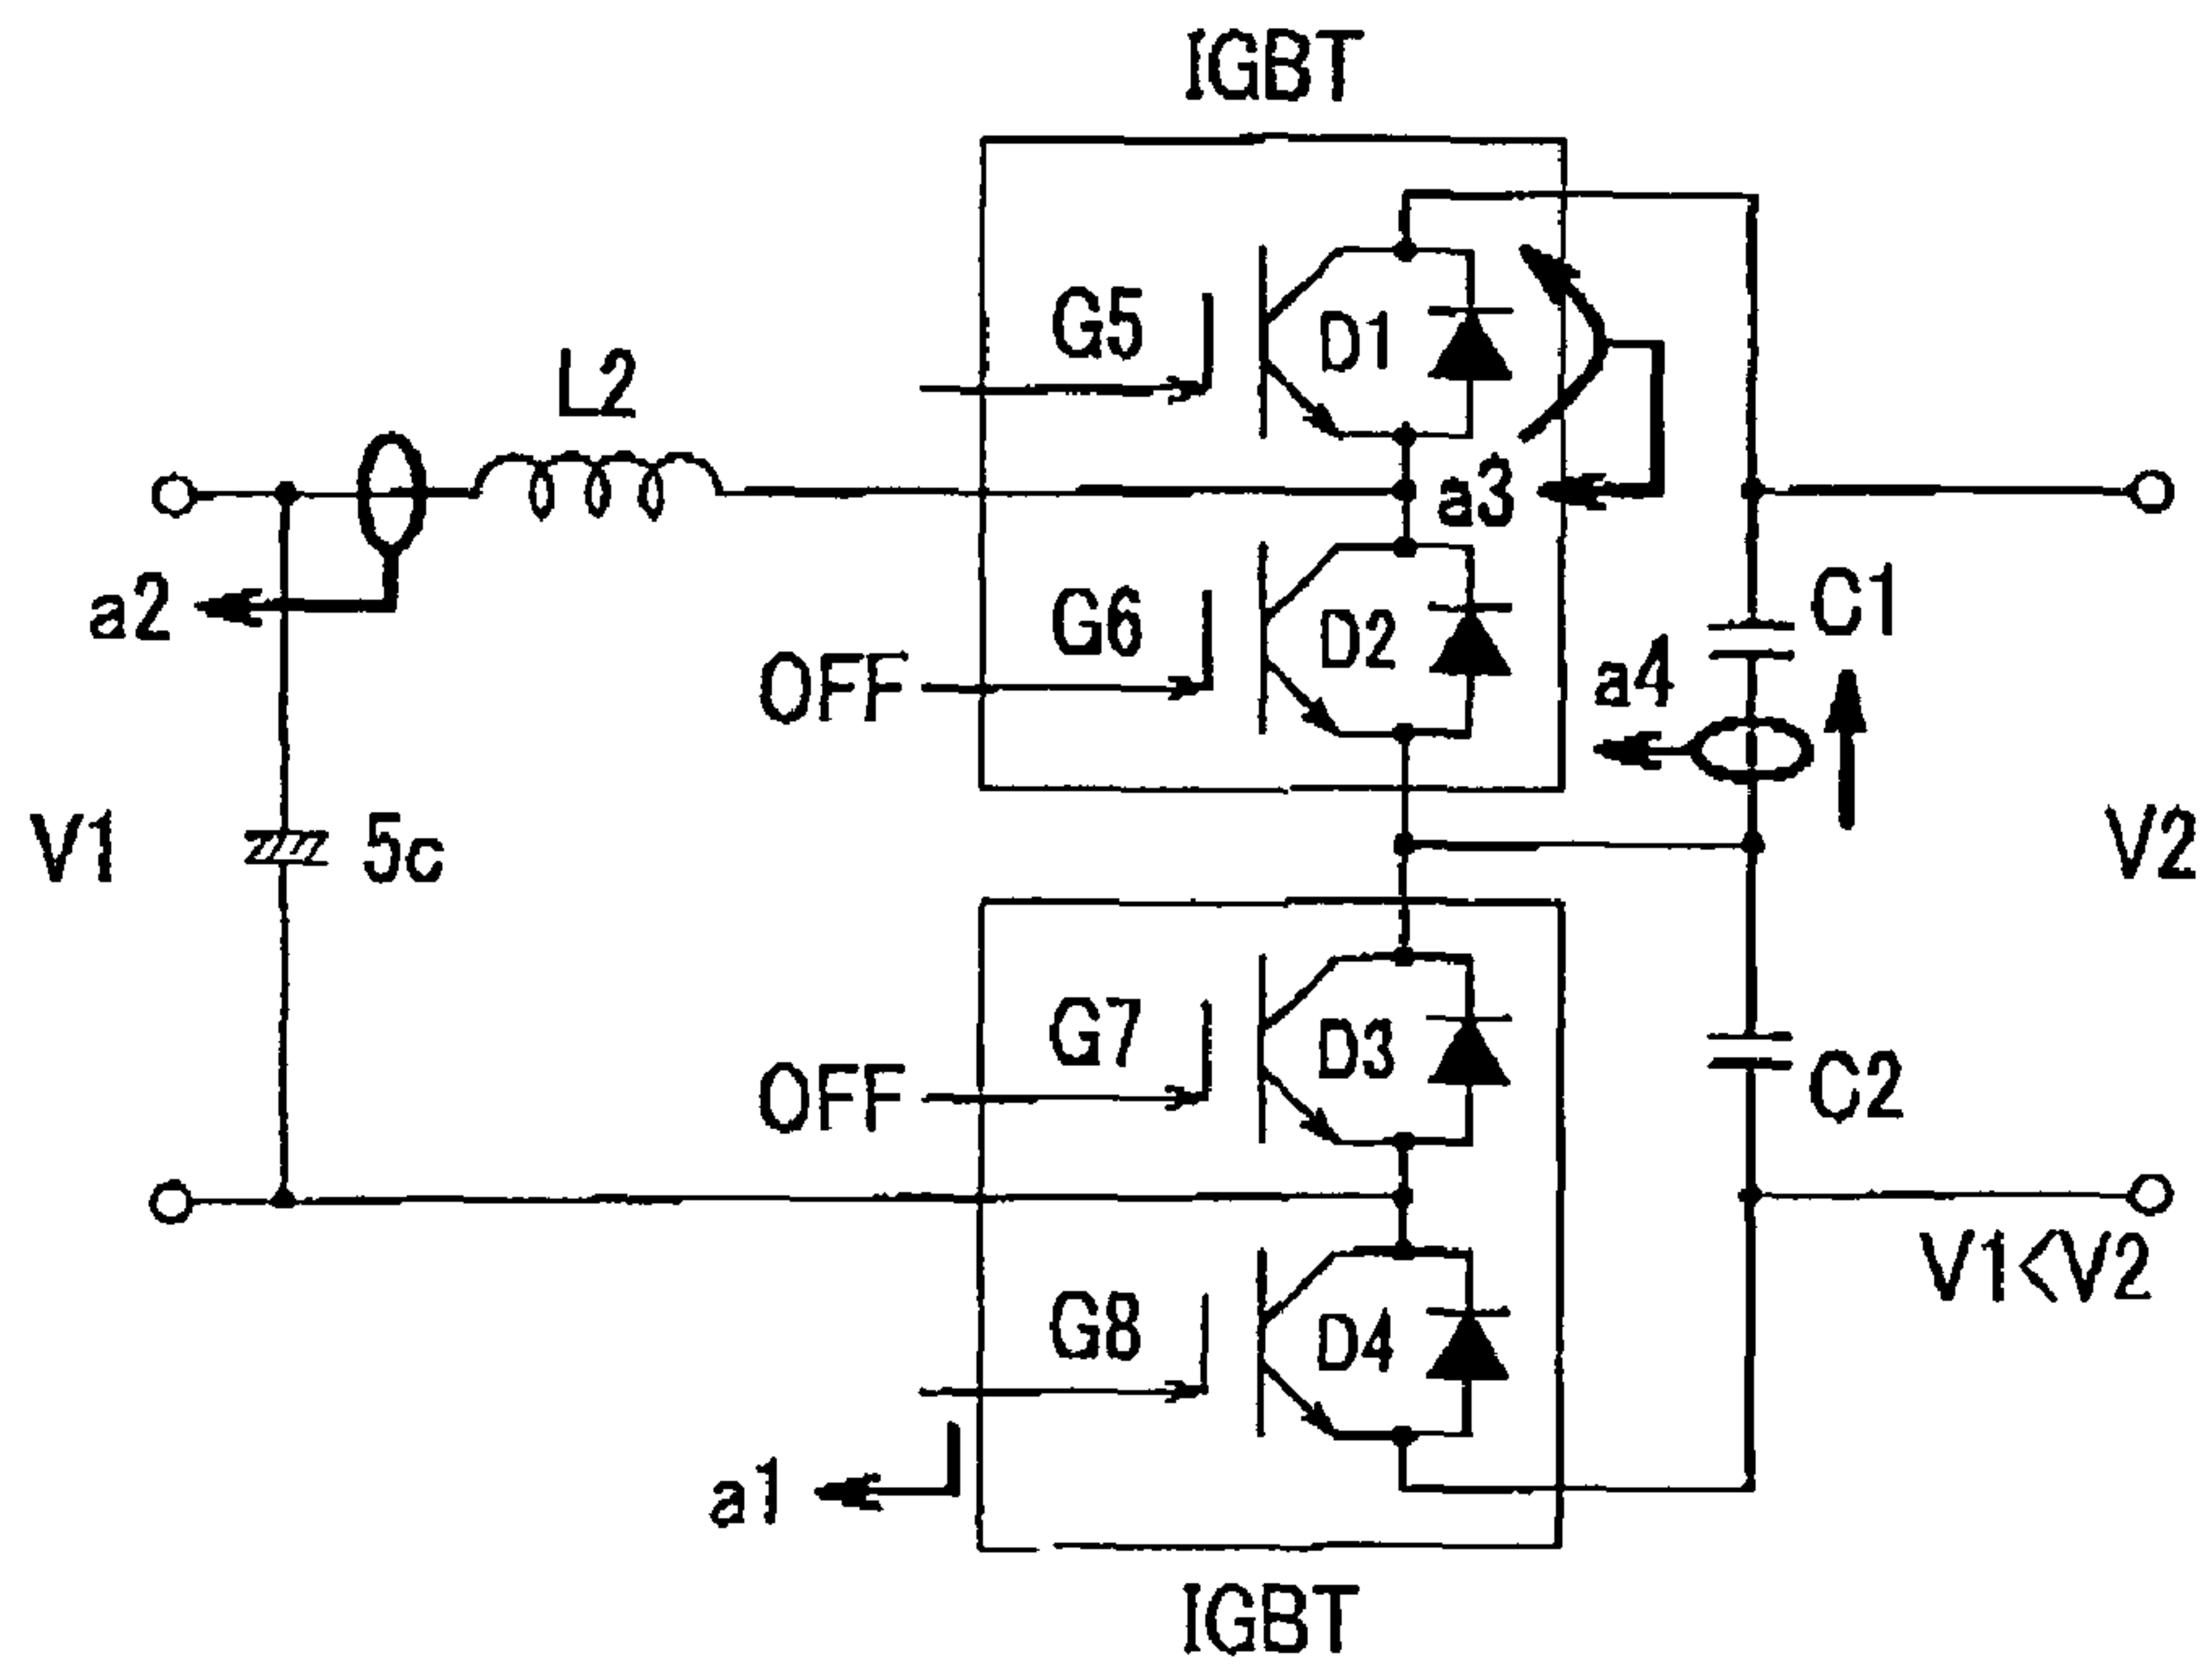 IGBT
G5
D1
L2
a3
a2
G6
D2
C1
OFF
a4
V1
5c
V2
G7
D3
OFF
C2
G8
D4
V1<V2
a1
IGBT